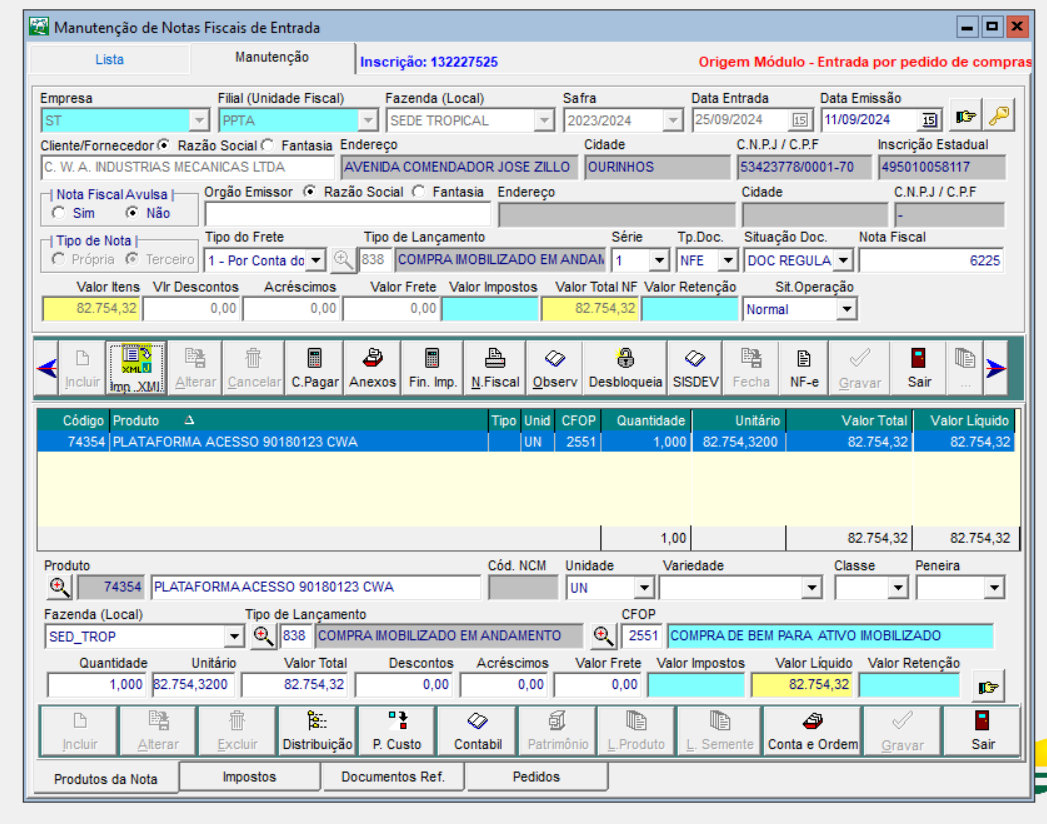 Manutenção de Notas Fiscais de Entrada
Lista Manutenção Inscrição: 132227525 Origem Módulo - Entrada por pedido de compras
Empresa Filial (Unidade Fiscal) Fazenda (Local) Safra Data Entrada Data Emissão
ST PPTA SEDE TROPICAL 2023/2024 25/09/2024 15 11/09/2024 15
Cliente/Fornecedor Razão Social Fantasia Endereço Cidade C.N.P.J / C.P.F Inscrição Estadual
C. W. A. INDUSTRIAS MECANICAS LTDA AVENIDA COMENDADOR JOSE ZILLO OURINHOS 53423778/0001-70 495010058117
Nota Fiscal Avulsa Orgão Emissor Razão Social Fantasia Endereço Cidade C.N.P.J / C.P.F
Sim Não -
Tipo de Nota Tipo do Frete Tipo de Lançamento Série Tp.Doc. Situação Doc. Nota Fiscal
Própria Terceiro 1 - Por Conta do 838 COMPRA IMOBILIZADO EM ANDAM 1 NFE DOC REGULA 6225
Valor Itens Vlr Descontos Acréscimos Valor Frete Valor Impostos Valor Total NF Valor Retenção Sit.Operação
82.754,32 0,00 0,00 0,00 82.754,32 Normal
XML
Incluir Imp..XML Alterar Cancelar C.Pagar Anexos Fin. Imp. N.Fiscal Observ Desbloqueia SISDEV Fecha NF-e Gravar Sair ...
Código Produto Tipo Unid CFOP Quantidade Unitário Valor Total Valor Líquido
74354 PLATAFORMA ACESSO 90180123 CWA UN 2551 1,000 82.754,3200 82.754,32 82.754,32
1,00 82.754,32 82.754,32
Produto Cód. NCM Unidade Variedade Classe Peneira
74354 PLATAFORMA ACESSO 90180123 CWA UN
Fazenda (Local) Tipo de Lançamento CFOP
SED_TROP 838 COMPRA IMOBILIZADO EM ANDAMENTO 2551 COMPRA DE BEM PARA ATIVO IMOBILIZADO
Quantidade Unitário Valor Total Descontos Acréscimos Valor Frete Valor Impostos Valor Líquido Valor Retenção
1,000 82.754,3200 82.754,32 0,00 0,00 0,00 82.754,32
Incluir Alterar Excluir Distribuição P. Custo Contabil Patrimônio L.Produto L. Semente Conta e Ordem Gravar Sair
Produtos da Nota Impostos Documentos Ref. Pedidos